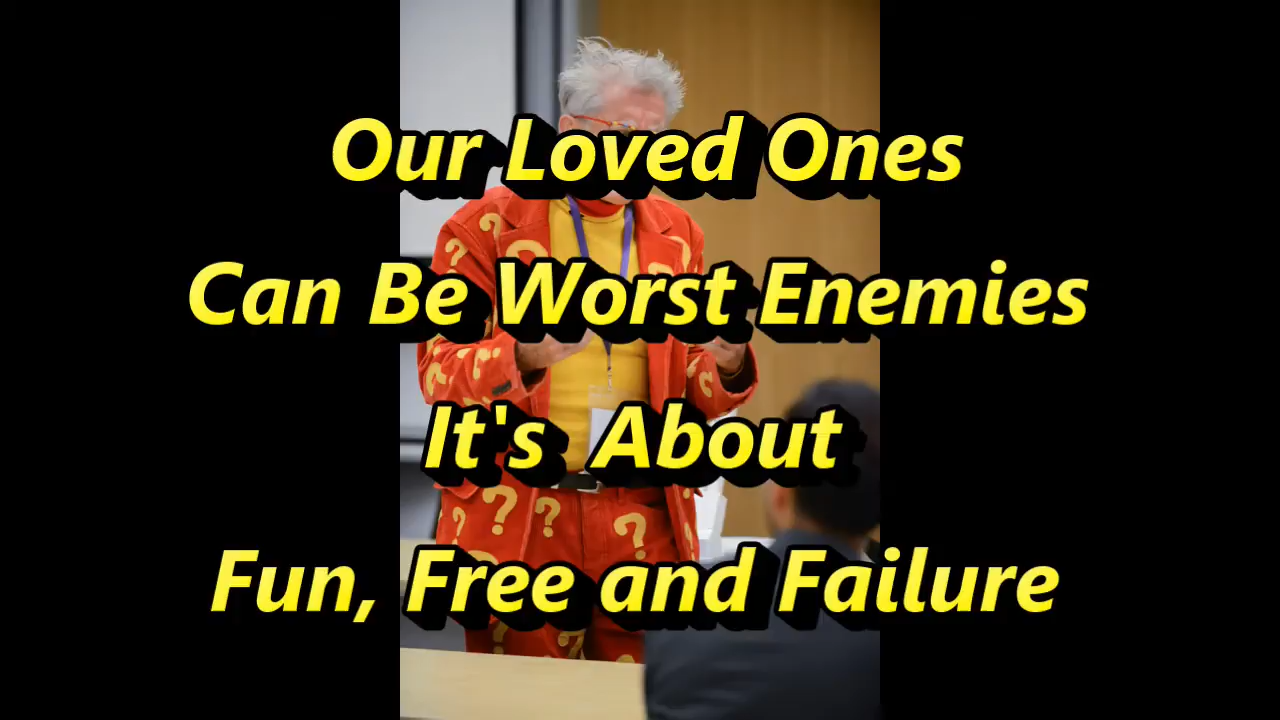 Our Loved Ones
Can Be Worst Enemies
It's About
Fun, Free and Failure